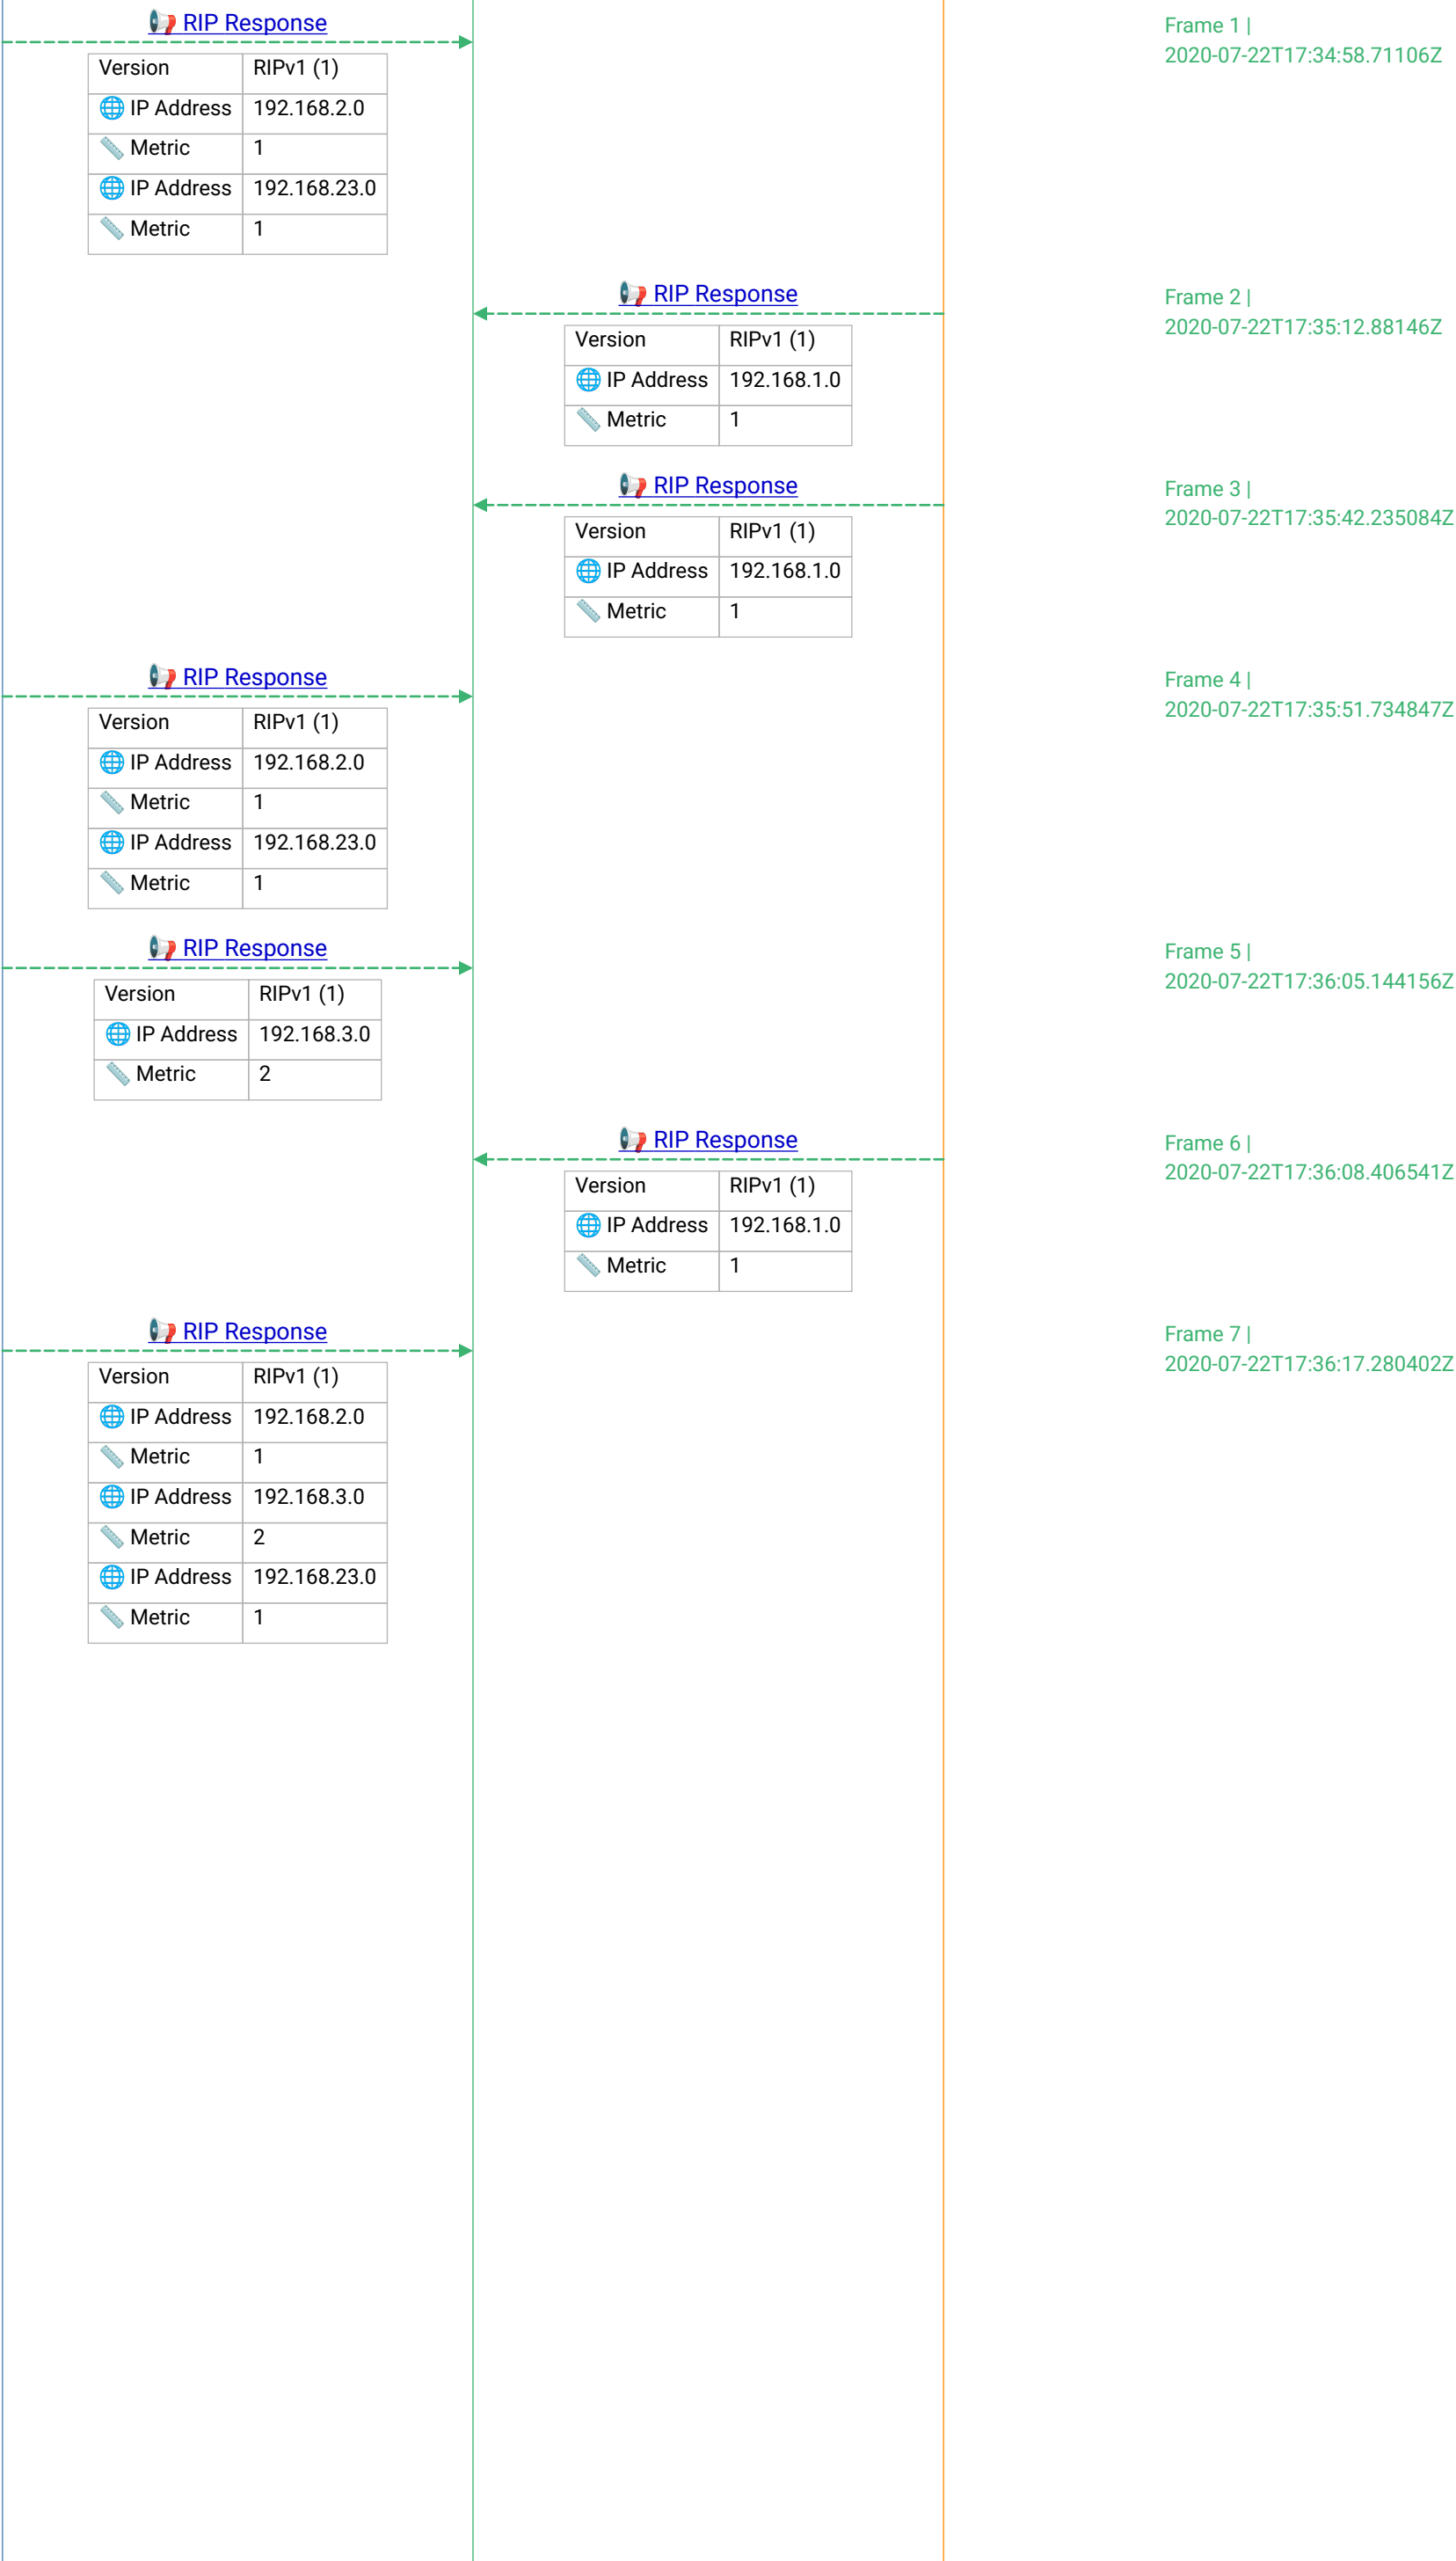 RIP Response
Frame 1 |
2020-07-22T17:34:58.71106Z
Version RIPv1 (1)
IP Address 192.168.2.0
Metric 1
IP Address 192.168.23.0
Metric 1
RIP Response
Frame 2 |
2020-07-22T17:35:12.88146Z
Version RIPv1 (1)
IP Address 192.168.1.0
Metric 1
RIP Response
Frame 3 |
2020-07-22T17:35:42.235084Z
Version RIPv1 (1)
IP Address 192.168.1.0
Metric 1
RIP Response
Frame 4 |
2020-07-22T17:35:51.734847Z
Version RIPv1 (1)
IP Address 192.168.2.0
Metric 1
IP Address 192.168.23.0
Metric 1
RIP Response
Frame 5 |
2020-07-22T17:36:05.144156Z
Version RIPv1 (1)
IP Address 192.168.3.0
Metric 2
RIP Response
Frame 6 |
2020-07-22T17:36:08.406541Z
Version RIPv1 (1)
IP Address 192.168.1.0
Metric 1
RIP Response
Frame 7 |
2020-07-22T17:36:17.280402Z
Version RIPv1 (1)
IP Address 192.168.2.0
Metric 1
IP Address 192.168.3.0
Metric 2
IP Address 192.168.23.0
Metric 1